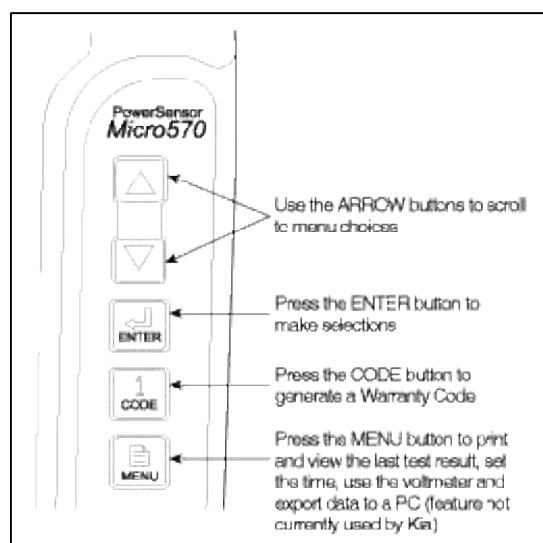 PowerSensor
Micro570
Use the ARROW buttons to scroll
to menu choices
ENTER
Press the ENTER button to
make selections
1
CODE
Press the CODE button to
generate a Warranty Code
MENU
Press the MENU button to print
and view the last test result, set
the time, use the voltmeter and
export data to a PC (feature not
currently used by Kia)